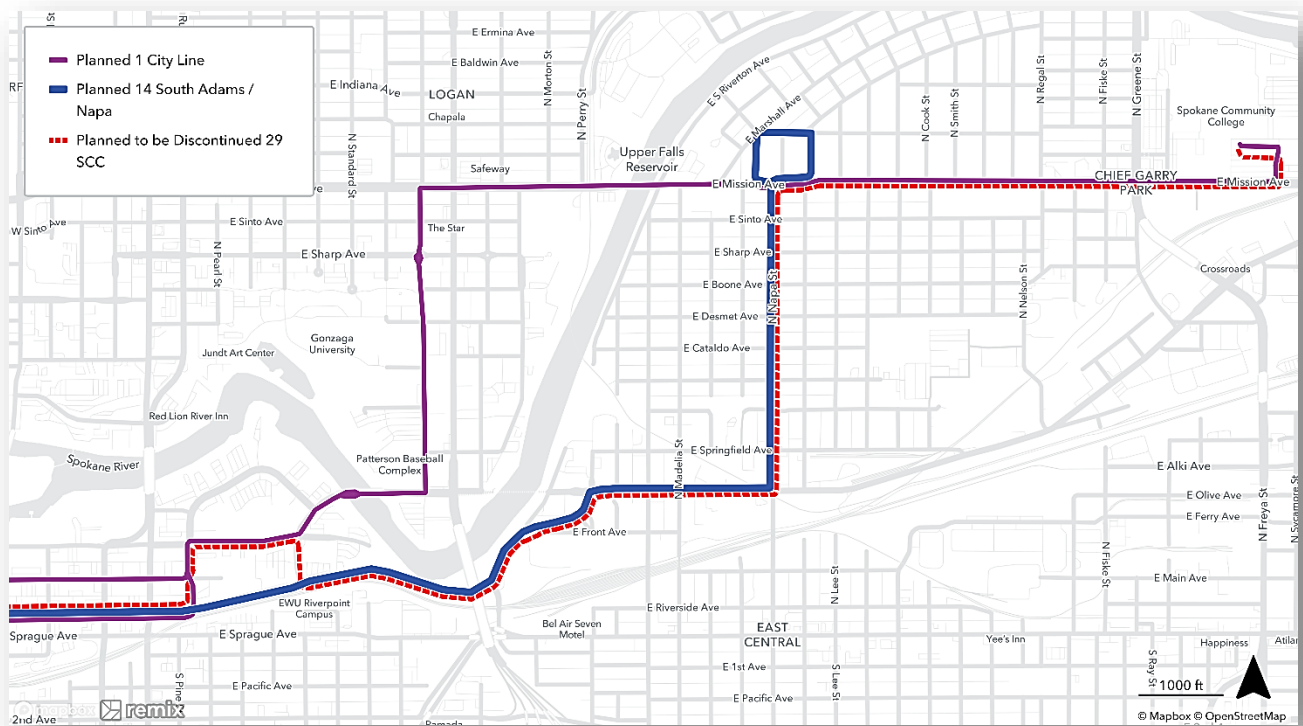 Planned 1 City Line
Planned 14 South Adams /
Napa
Planned to be Discontinued 29
SCC
E Ermina Ave
E Baldwin Ave
E Indiana Ave
LOGAN
Chapala
N Morton St
N Perry St
N Standard St
Safeway
Upper Falls
Reservoir
E S Riverton Ave
E Marshall Ave
N Cook St
N Smith St
N Regal St
N Fiske St
N Greene St
Spokane Community
College
E Mission Ave
CHIEF GARRY
PARK
E Mission Ave
W Sinto Ave
E Sinto Ave
The Star
E Sinto Ave
N Pearl St
E Sharp Ave
E Sharp Ave
Crossroads
E Boone Ave
N Napa St
N Nelson St
E Desmet Ave
Gonzaga
University
Jundt Art Center
E Cataldo Ave
Red Lion River Inn
Spokane River
Patterson Baseball
Complex
N Madelia St
E Springfield Ave
E Alki Ave
E Olive Ave
E Ferry Ave
N Freya St
E Front Ave
N Fiske St
E Main Ave
N Lee St
EWU Riverpoint
Campus
E Riverside Ave
Sprague Ave
E Sprague Ave
Bel Air Seven
Motel
EAST
CENTRAL
Yee's Inn
Happiness
E 1st Ave
S Lee St
S Ray St
S Pine
E Pacific Ave
E Pacific Ave
1000 ft
2nd Ave
mapbox
remix
© Mapbox © OpenStreetMap